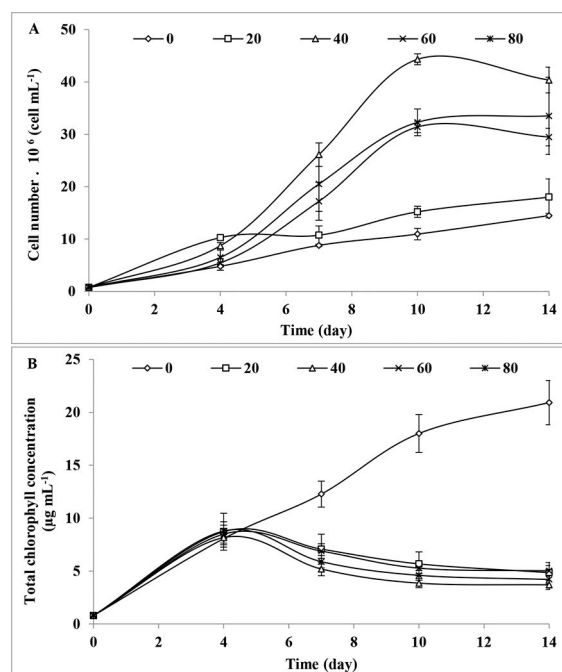 A
0 20 40 60 80
50
40
30
20
10
0
Cell number . 10 ⁶ (cell mL⁻¹)
0 2 4 6 8 10 12 14
Time (day)
B
0 20 40 60 80
25
20
15
10
5
0
Total chlorophyll concentration
(µg mL⁻¹)
0 2 4 6 8 10 12 14
Time (day)